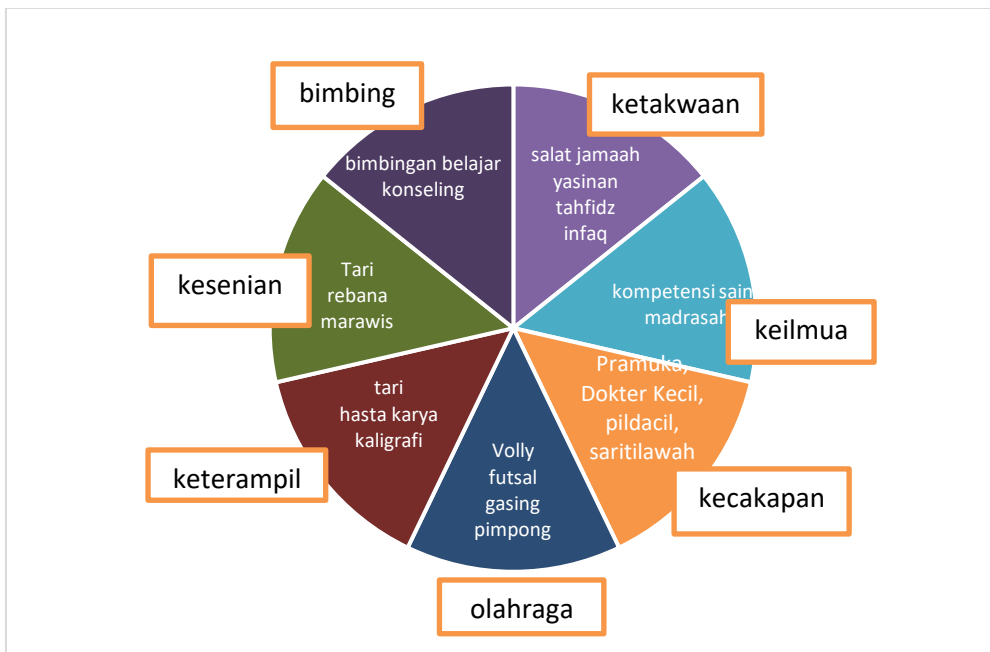 bimbing
ketakwaan
bimbingan belajar
konseling
salat jamaah
yasinan
tahfidz
infaq
kesenian
Tari
rebana
marawis
kompetensi sain
madrasah
keilmua
Pramuka,
Dokter Kecil,
pildacil,
saritilawah
tari
hasta karya
kaligrafi
keterampil
Volly
futsal
gasing
pimpong
kecakapan
olahraga